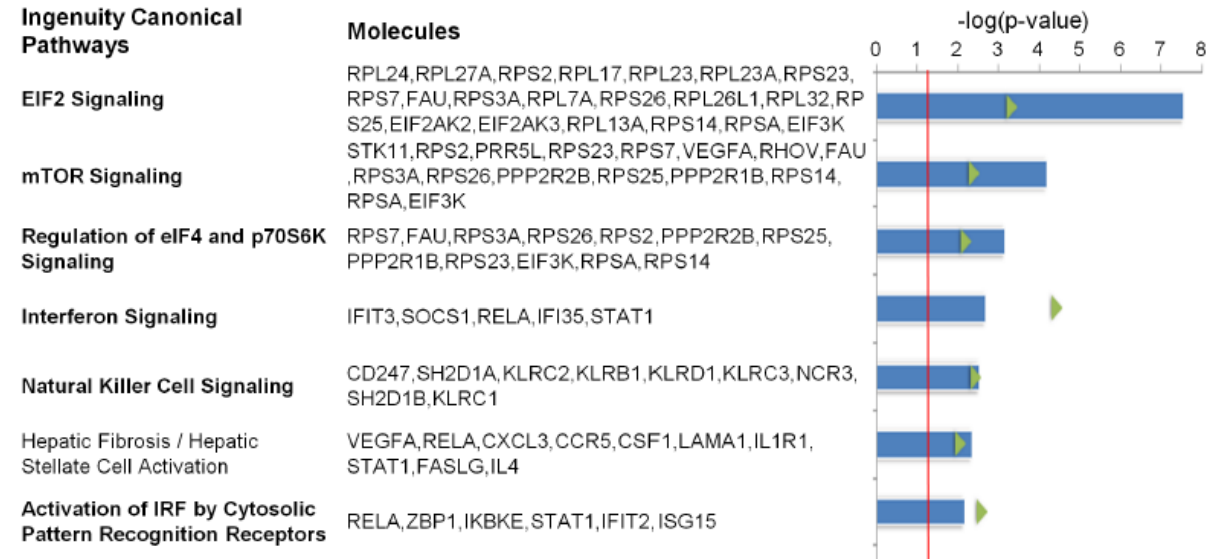 Ingenuity Canonical
Pathways
Molecules
-log(p-value)
0 1 2 3 4 5 6 7 8
EIF2 Signaling
RPL24,RPL27A,RPS2,RPL17,RPL23,RPL23A,RPS23,
RPS7,FAU,RPS3A,RPL7A,RPS26,RPL26L1,RPL32,RP
S25,EIF2AK2,EIF2AK3,RPL13A,RPS14,RPSA,EIF3K
mTOR Signaling
STK11,RPS2,PRR5L,RPS23,RPS7,VEGFA,RHOV,FAU
,RPS3A,RPS26,PPP2R2B,RPS25,PPP2R1B,RPS14,
RPSA,EIF3K
Regulation of eIF4 and p70S6K
Signaling
RPS7,FAU,RPS3A,RPS26,RPS2,PPP2R2B,RPS25,
PPP2R1B,RPS23,EIF3K,RPSA,RPS14
Interferon Signaling
IFIT3,SOCS1,RELA,IFI35,STAT1
Natural Killer Cell Signaling
CD247,SH2D1A,KLRC2,KLRB1,KLRD1,KLRC3,NCR3,
SH2D1B,KLRC1
Hepatic Fibrosis / Hepatic
Stellate Cell Activation
VEGFA,RELA,CXCL3,CCR5,CSF1,LAMA1,IL1R1,
STAT1,FASLG,IL4
Activation of IRF by Cytosolic
Pattern Recognition Receptors
RELA,ZBP1,IKBKE,STAT1,IFIT2,ISG15